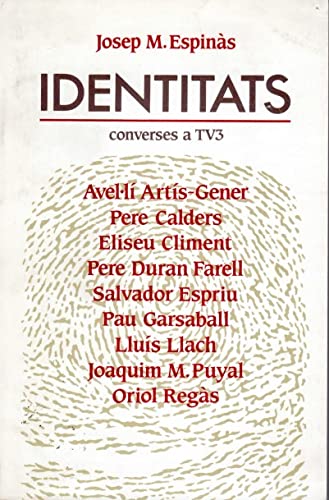 Josep M. Espinàs
IDENTITATS
converses a TV3
Avel·lí Artís-Gener
Pere Calders
Eliseu Climent
Pere Duran Farell
Salvador Espriu
Pau Garsaball
Lluís Llach
Joaquim M. Puyal
Oriol Regàs